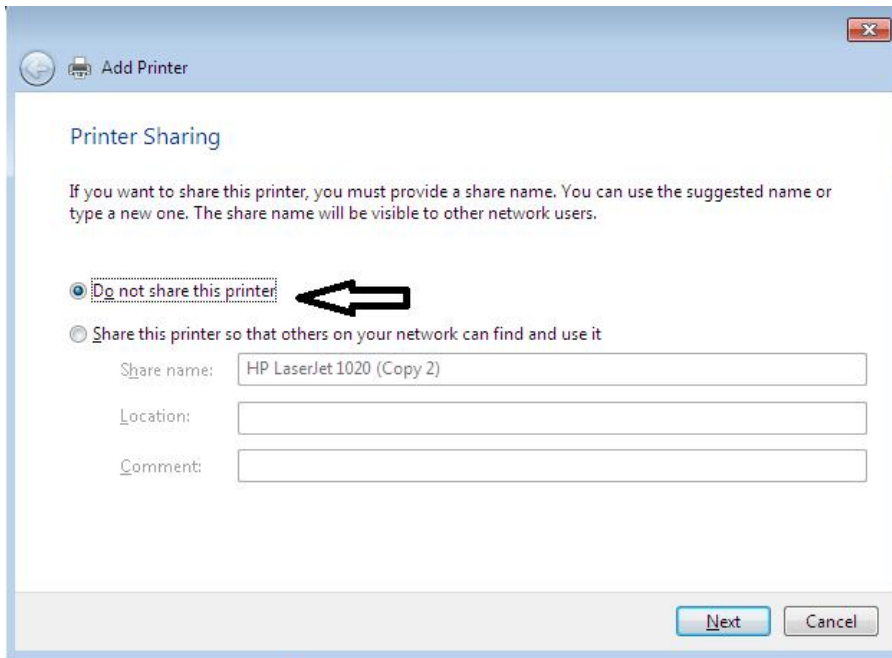 Add Printer
Printer Sharing
If you want to share this printer, you must provide a share name. You can use the suggested name or
type a new one. The share name will be visible to other network users.
Do not share this printer
Share this printer so that others on your network can find and use it
Share name: HP LaserJet 1020 (Copy 2)
Location:
Comment:
Next Cancel